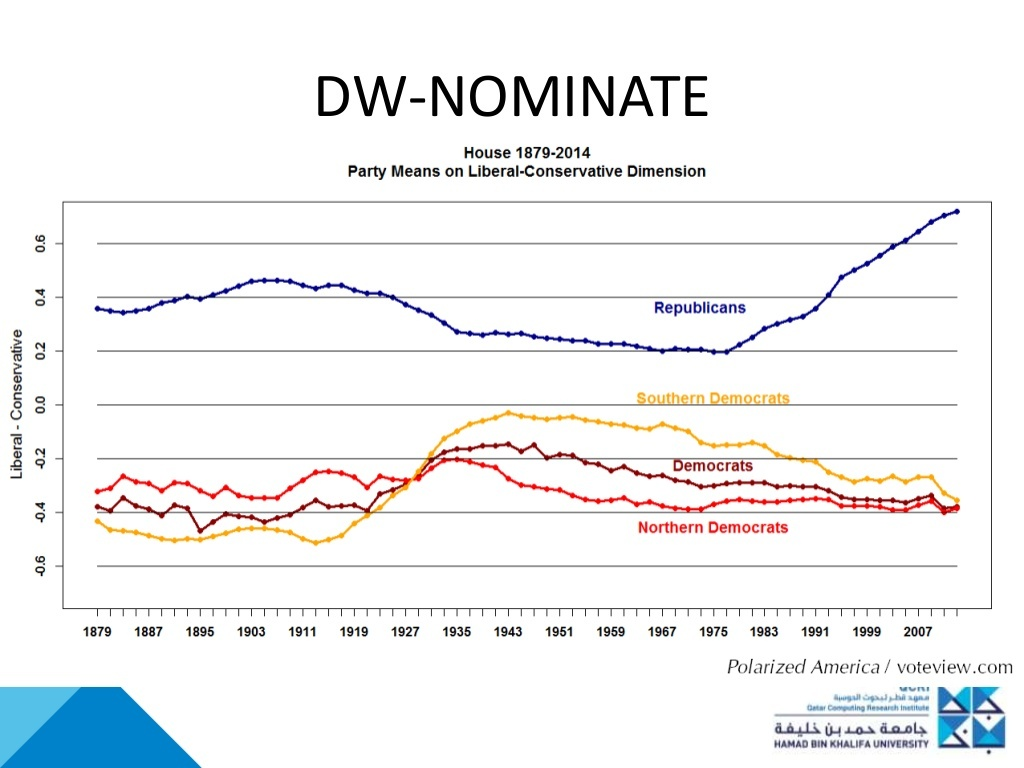 DW-NOMINATE
House 1879-2014
Party Means on Liberal-Conservative Dimension
Liberal - Conservative
0.6
0.4
0.2
0.0
-0.2
-0.4
-0.6
Republicans
Southern Democrats
Democrats
Northern Democrats
1879 1887 1895 1903 1911 1919 1927 1935 1943 1951 1959 1967 1975 1983 1991 1999 2007
Polarized America / voteview.com
QCRI
معهد قطر لبحوث الحوسبة
Qatar Computing Research Institute
جامعة حمد بن خليفة
HAMAD BIN KHALIFA UNIVERSITY